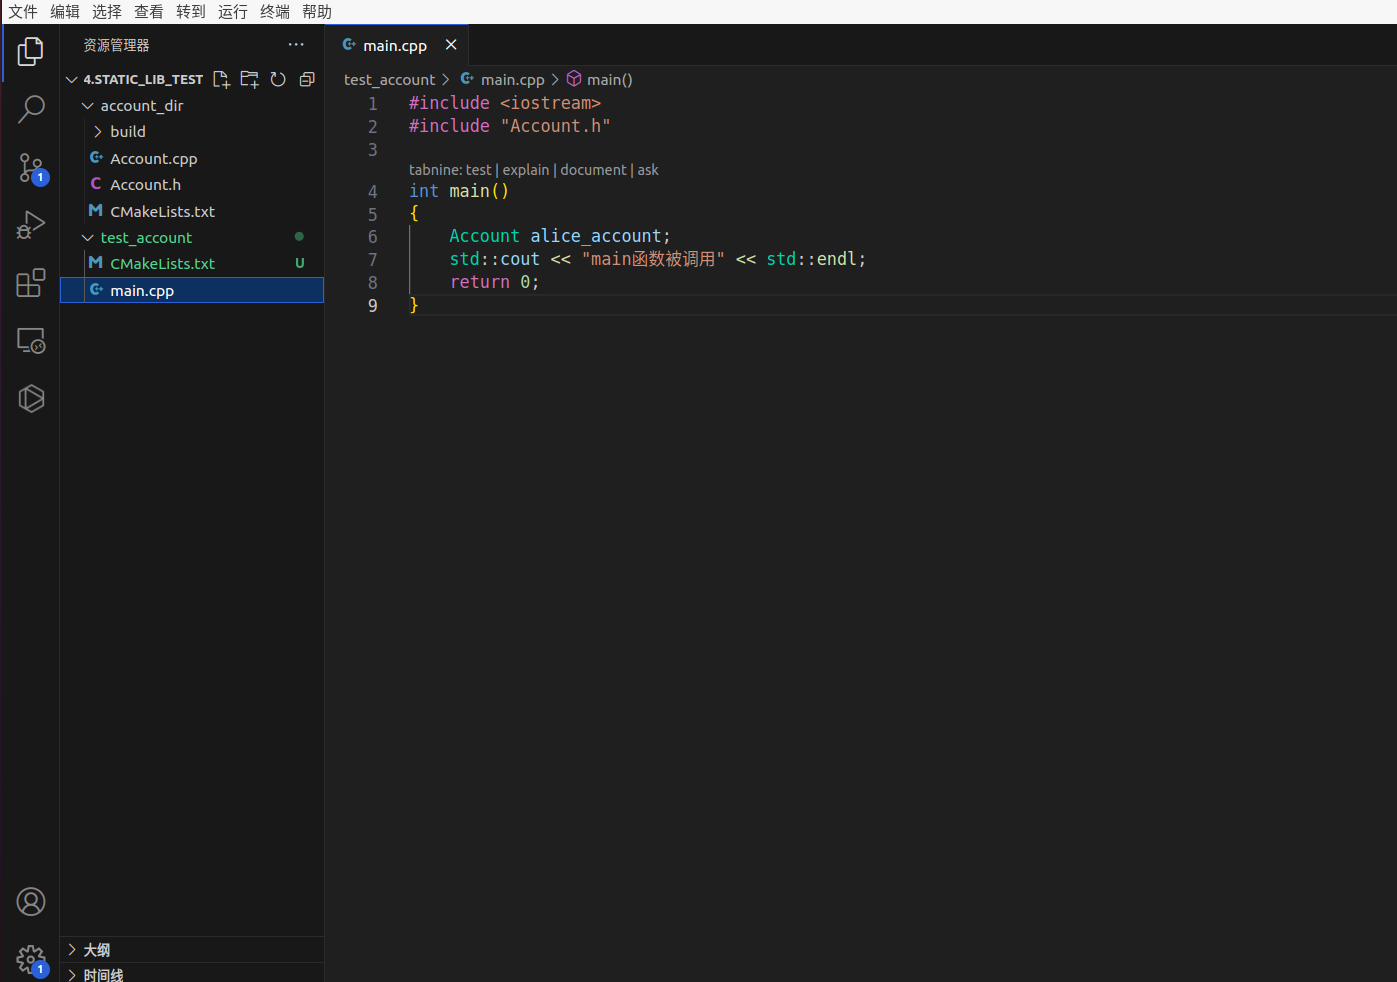 文件 编辑 选择 查看 转到 运行 终端 帮助
资源管理器
4.STATIC_LIB_TEST
account_dir
build
Account.cpp
Account.h
CMakeLists.txt
test_account
CMakeLists.txt U
main.cpp
大纲
时间线
1
1
main.cpp
test_account > main.cpp > main()
1 #include <iostream>
2 #include "Account.h"
3
tabnine: test | explain | document | ask
4 int main()
5 {
6 Account alice_account;
7 std::cout << "main函数被调用" << std::endl;
8 return 0;
9 }